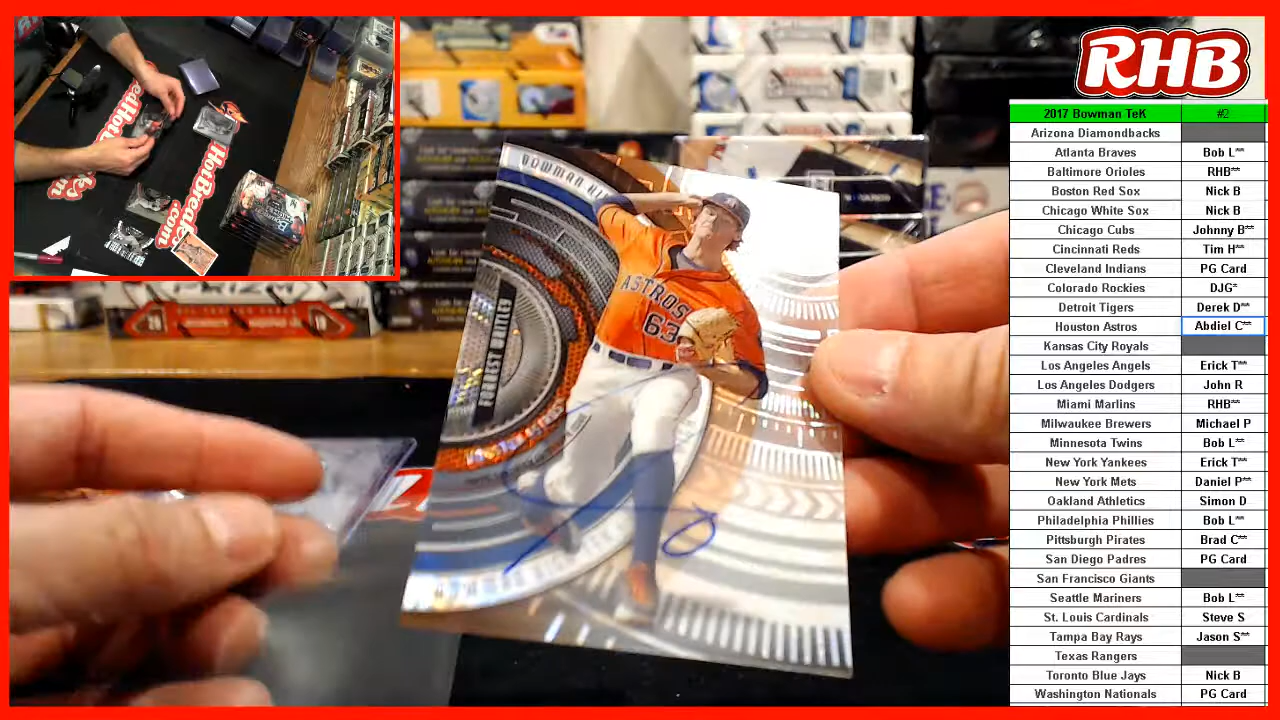 RHB
2017 Bowman TeK #2
Arizona Diamondbacks
Atlanta Braves Bob L**
Baltimore Orioles RHB**
Boston Red Sox Nick B
Chicago White Sox Nick B
Chicago Cubs Johnny B**
Cincinnati Reds Tim H**
Cleveland Indians PG Card
Colorado Rockies DJG*
Detroit Tigers Derek D**
Houston Astros Abdiel C**
Kansas City Royals
Los Angeles Angels Erick T**
Los Angeles Dodgers John R
Miami Marlins RHB**
Milwaukee Brewers Michael P
Minnesota Twins Bob L**
New York Yankees Erick T**
New York Mets Daniel P**
Oakland Athletics Simon D
Philadelphia Phillies Bob L**
Pittsburgh Pirates Brad C**
San Diego Padres PG Card
San Francisco Giants
Seattle Mariners Bob L**
St. Louis Cardinals Steve S
Tampa Bay Rays Jason S**
Texas Rangers
Toronto Blue Jays Nick B
Washington Nationals PG Card
BOWMAN HI
ASTROS
63
FORREST WHITLEY
PRIZM
HotBreaks
.com